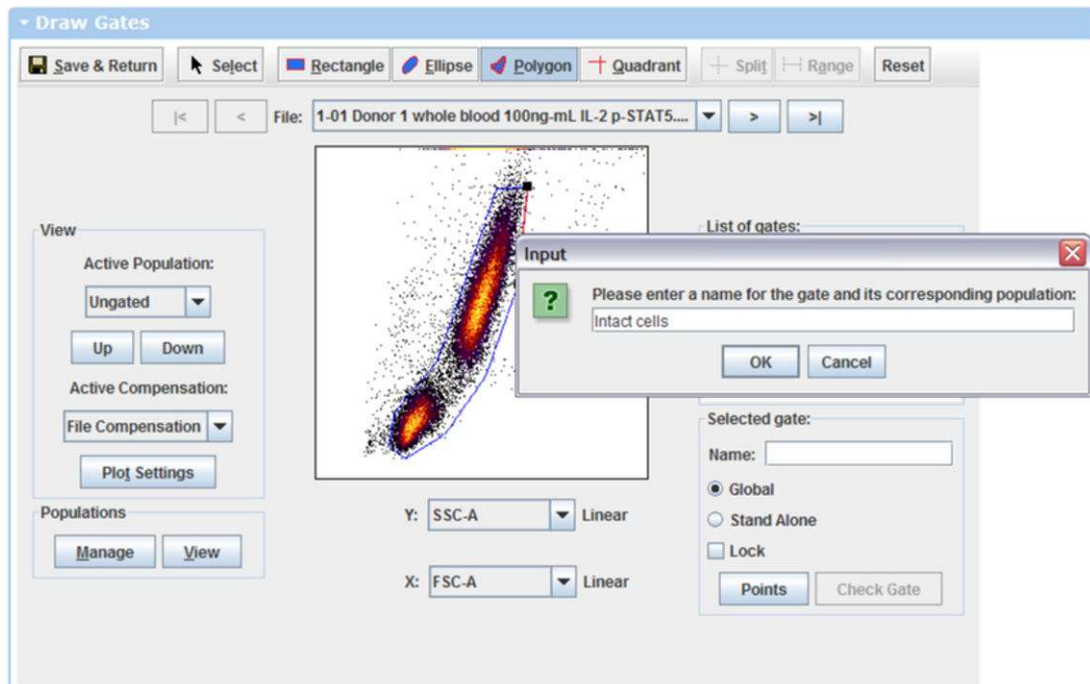 Draw Gates
Save & Return Select Rectangle Ellipse Polygon Quadrant Split Range Reset
|< < File: 1-01 Donor 1 whole blood 100ng-mL IL-2 p-STAT5.... > >|
View
Active Population:
Ungated
Up Down
Active Compensation:
File Compensation
Plot Settings
Populations
Manage View
Y: SSC-A Linear
X: FSC-A Linear
List of gates:
Input
? Please enter a name for the gate and its corresponding population:
Intact cells
OK Cancel
Selected gate:
Name:
Global
Stand Alone
Lock
Points Check Gate